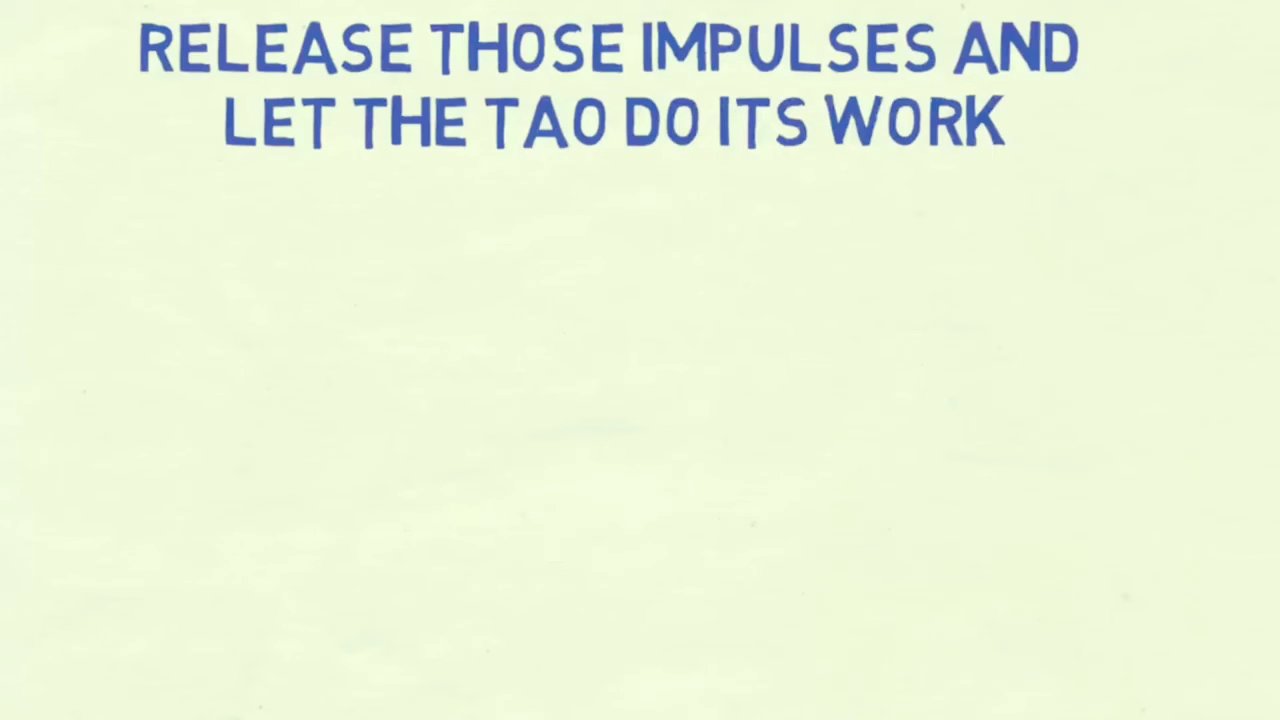 RELEASE THOSE IMPULSES AND
LET THE TAO DO ITS WORK